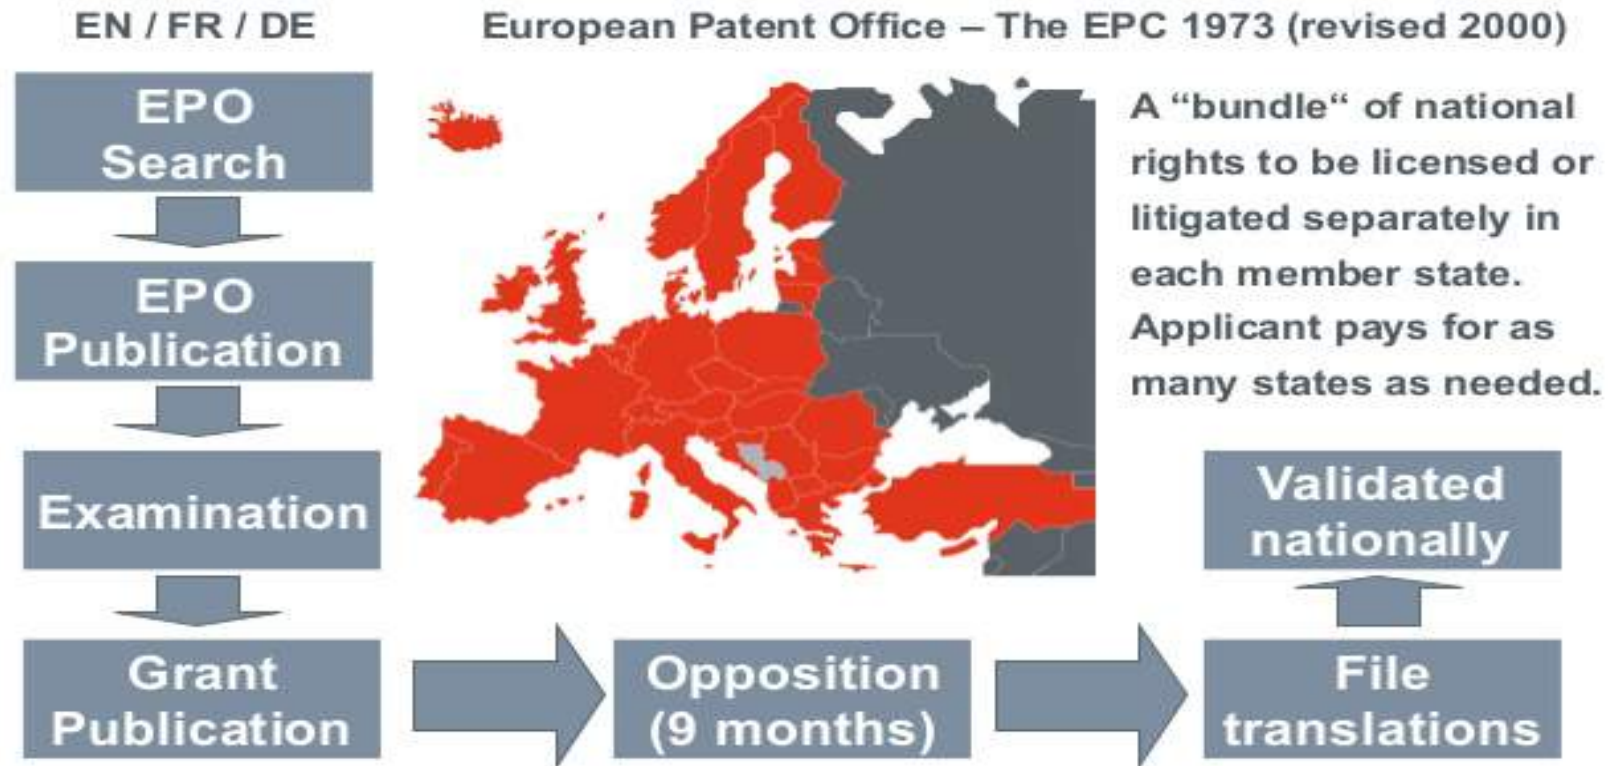 EN / FR / DE
European Patent Office – The EPC 1973 (revised 2000)
EPO
Search
EPO
Publication
Examination
Grant
Publication
Opposition
(9 months)
File
translations
Validated
nationally
A “bundle“ of national
rights to be licensed or
litigated separately in
each member state.
Applicant pays for as
many states as needed.